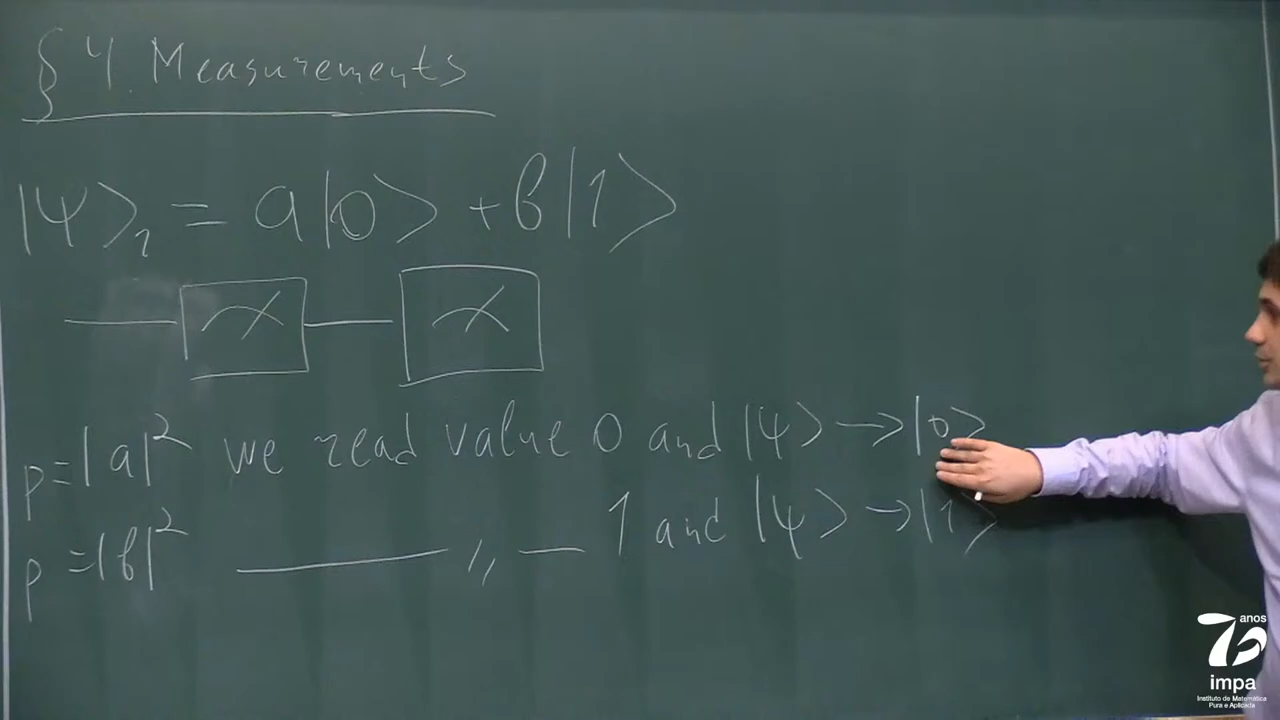 § 4. Measurements
|Ψ⟩₁ = a|0⟩ + b|1⟩
p = |a|² we read value 0 and |ψ⟩ → |0⟩
p = |b|² ——— 〃 — 1 and |ψ⟩ → |1⟩
70 anos
impa
Instituto de Matemática
Pura e Aplicada